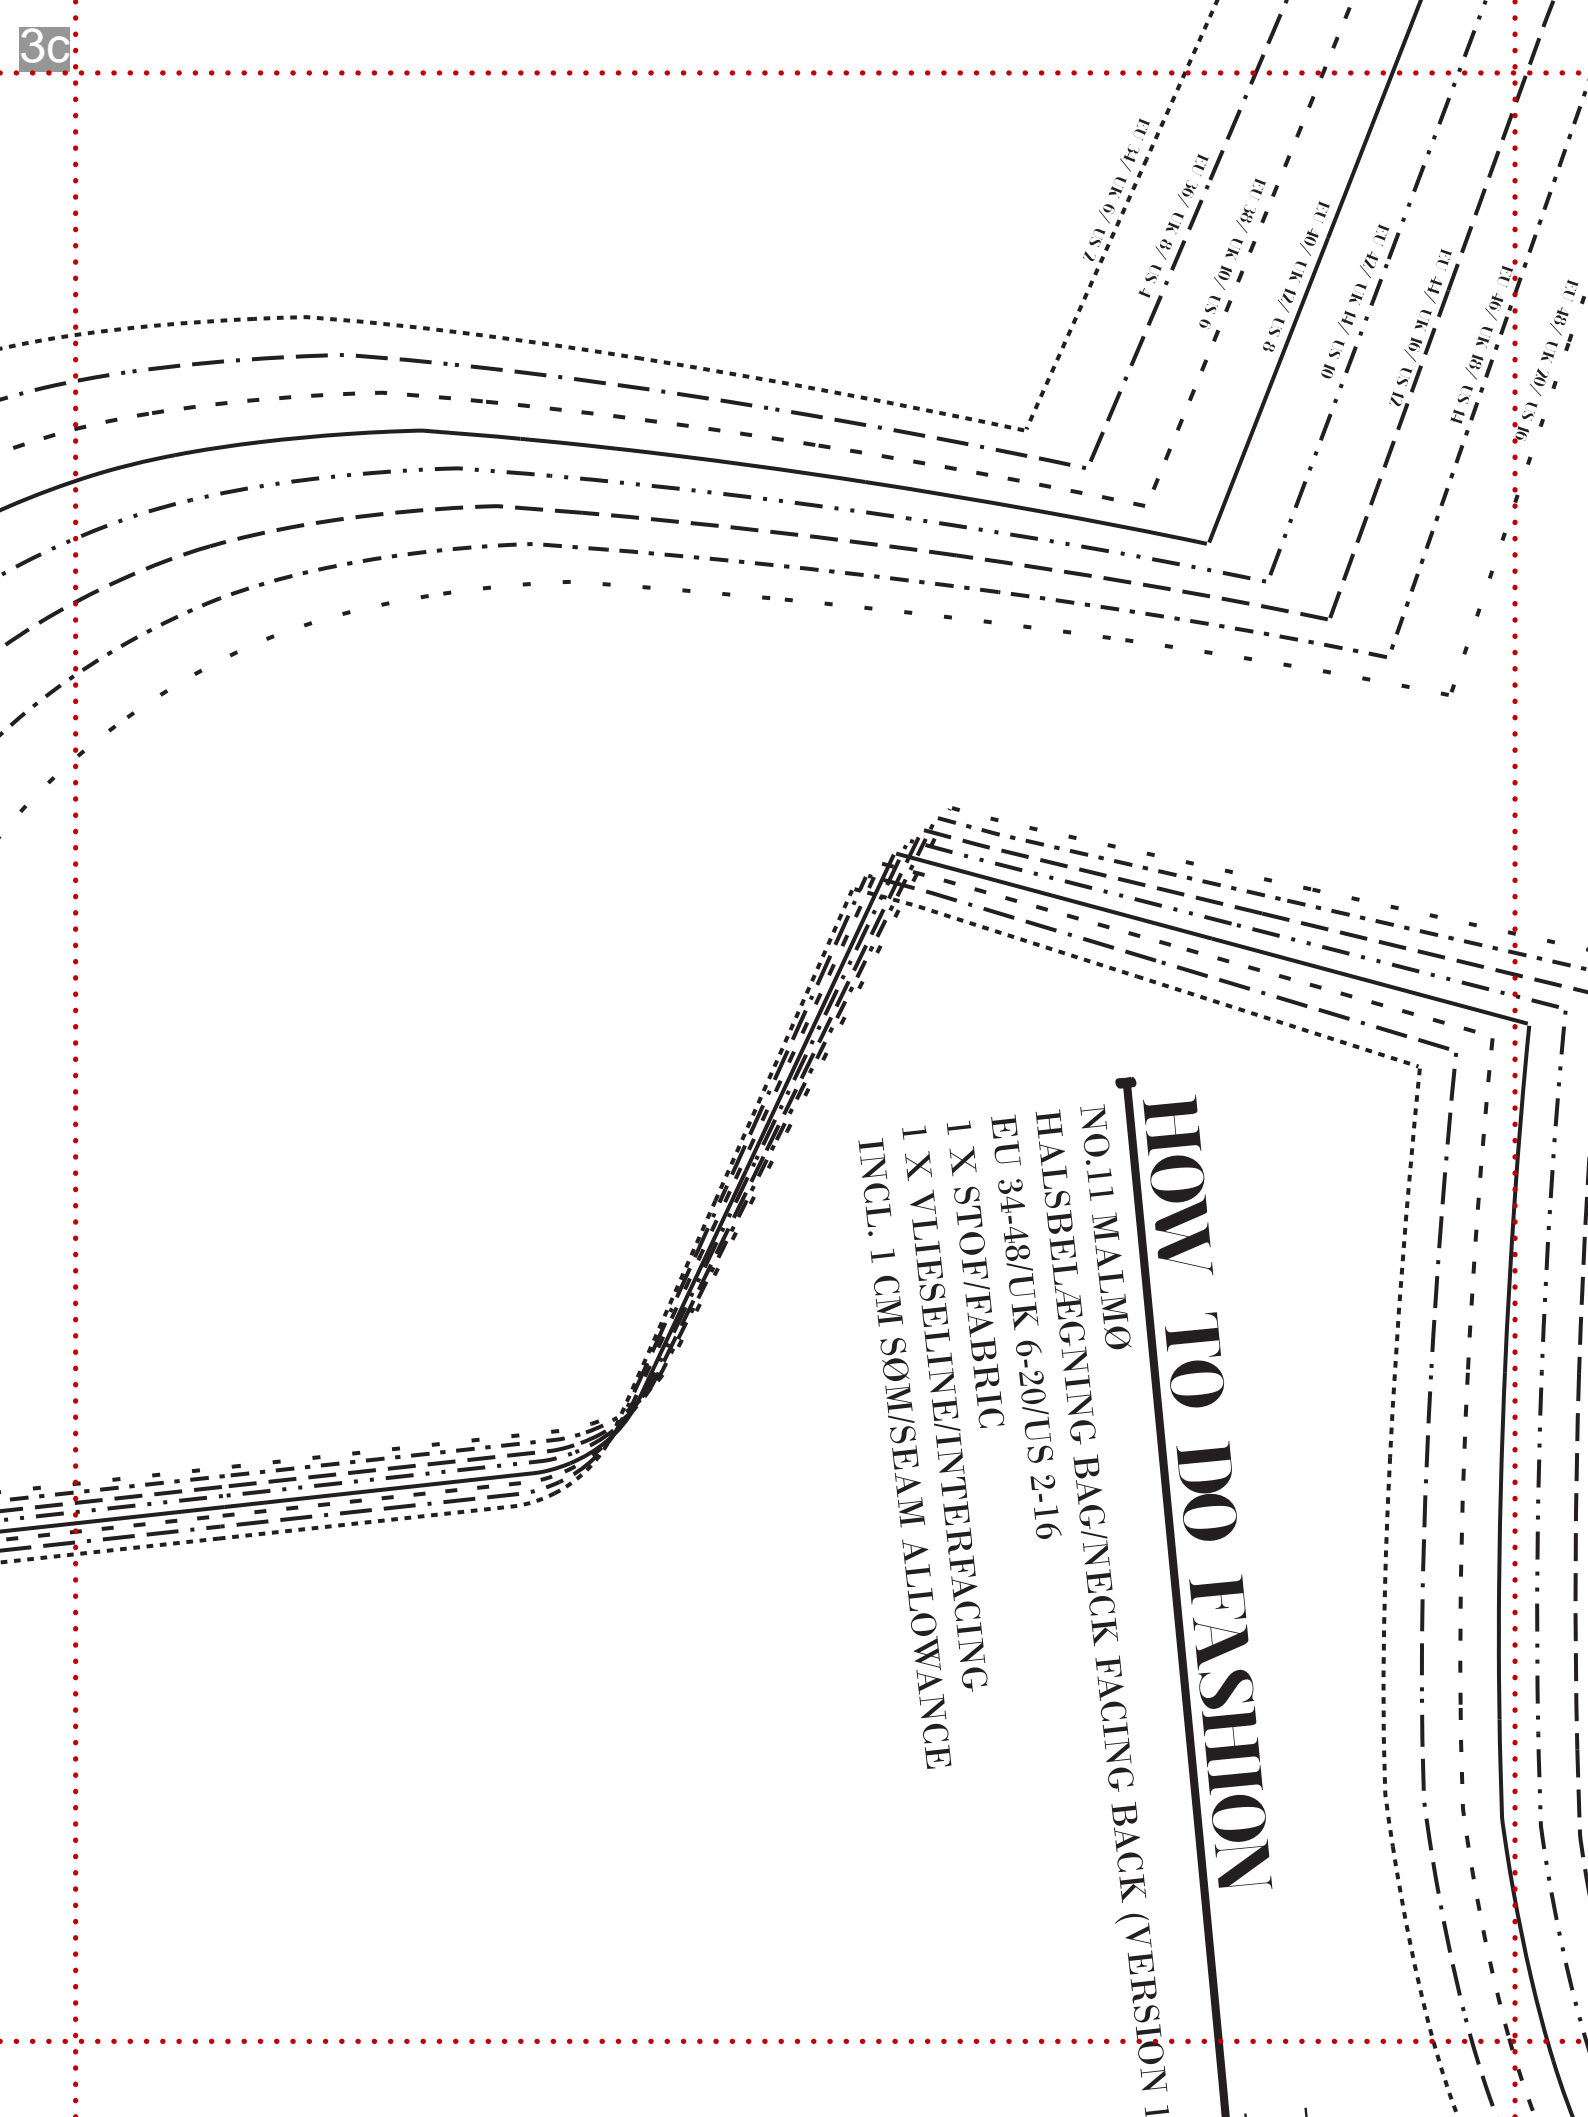 3c
EU 34/ UK 6/ US 2
EU 36/ UK 8/ US 4
EU 38/ UK 10/ US 6
EU 40/ UK 12/ US 8
EU 42/ UK 14/ US 10
EU 44/ UK 16/ US 12
EU 46/ UK 18/ US 14
EU 48/ UK 20/ US 16
HOW TO DO FASHION
NO.11 MALMØ
HALSBELÆGNING BAG/NECK FACING BACK (VERSION 1
EU 34-48/UK 6-20/US 2-16
1 X STOF/FABRIC
1 X VLIESELINE/INTERFACING
INCL. 1 CM SØM/SEAM ALLOWANCE